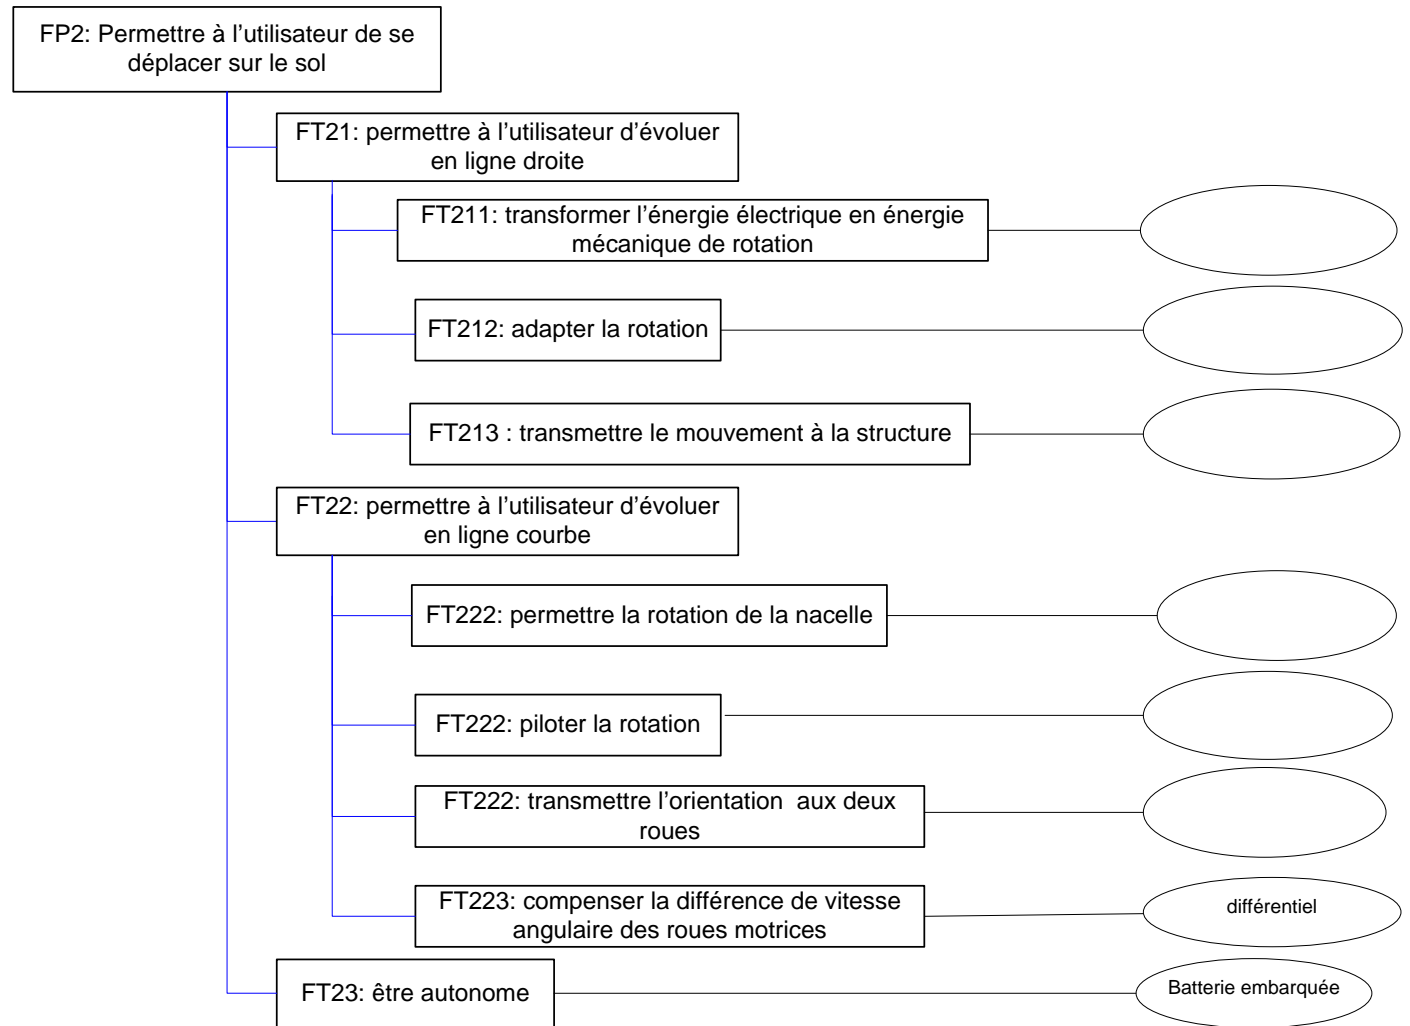 FP2: Permettre à l’utilisateur de se
déplacer sur le sol
FT21: permettre à l’utilisateur d’évoluer
en ligne droite
FT211: transformer l’énergie électrique en énergie
mécanique de rotation
FT212: adapter la rotation
FT213 : transmettre le mouvement à la structure
FT22: permettre à l’utilisateur d’évoluer
en ligne courbe
FT222: permettre la rotation de la nacelle
FT222: piloter la rotation
FT222: transmettre l’orientation  aux deux
roues
FT223: compenser la différence de vitesse
angulaire des roues motrices
différentiel
FT23: être autonome
Batterie embarquée